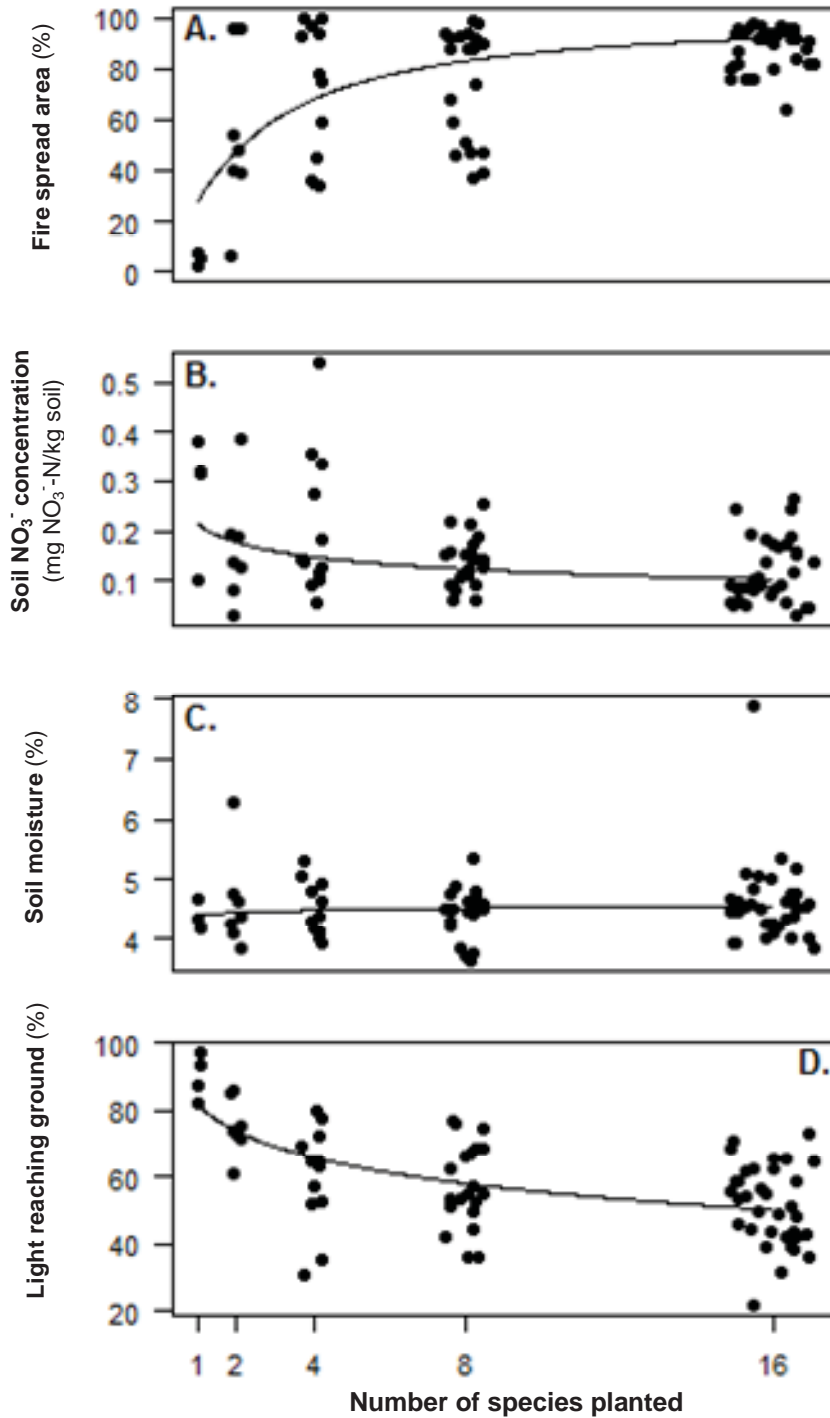 A.
Fire spread area (%)
100
80
60
40
20
0
B.
Soil NO₃⁻ concentration
(mg NO₃⁻-N/kg soil)
0.5
0.4
0.3
0.2
0.1
C.
Soil moisture (%)
8
7
6
5
4
D.
Light reaching ground (%)
100
80
60
40
20
1 2 4 8 16
Number of species planted